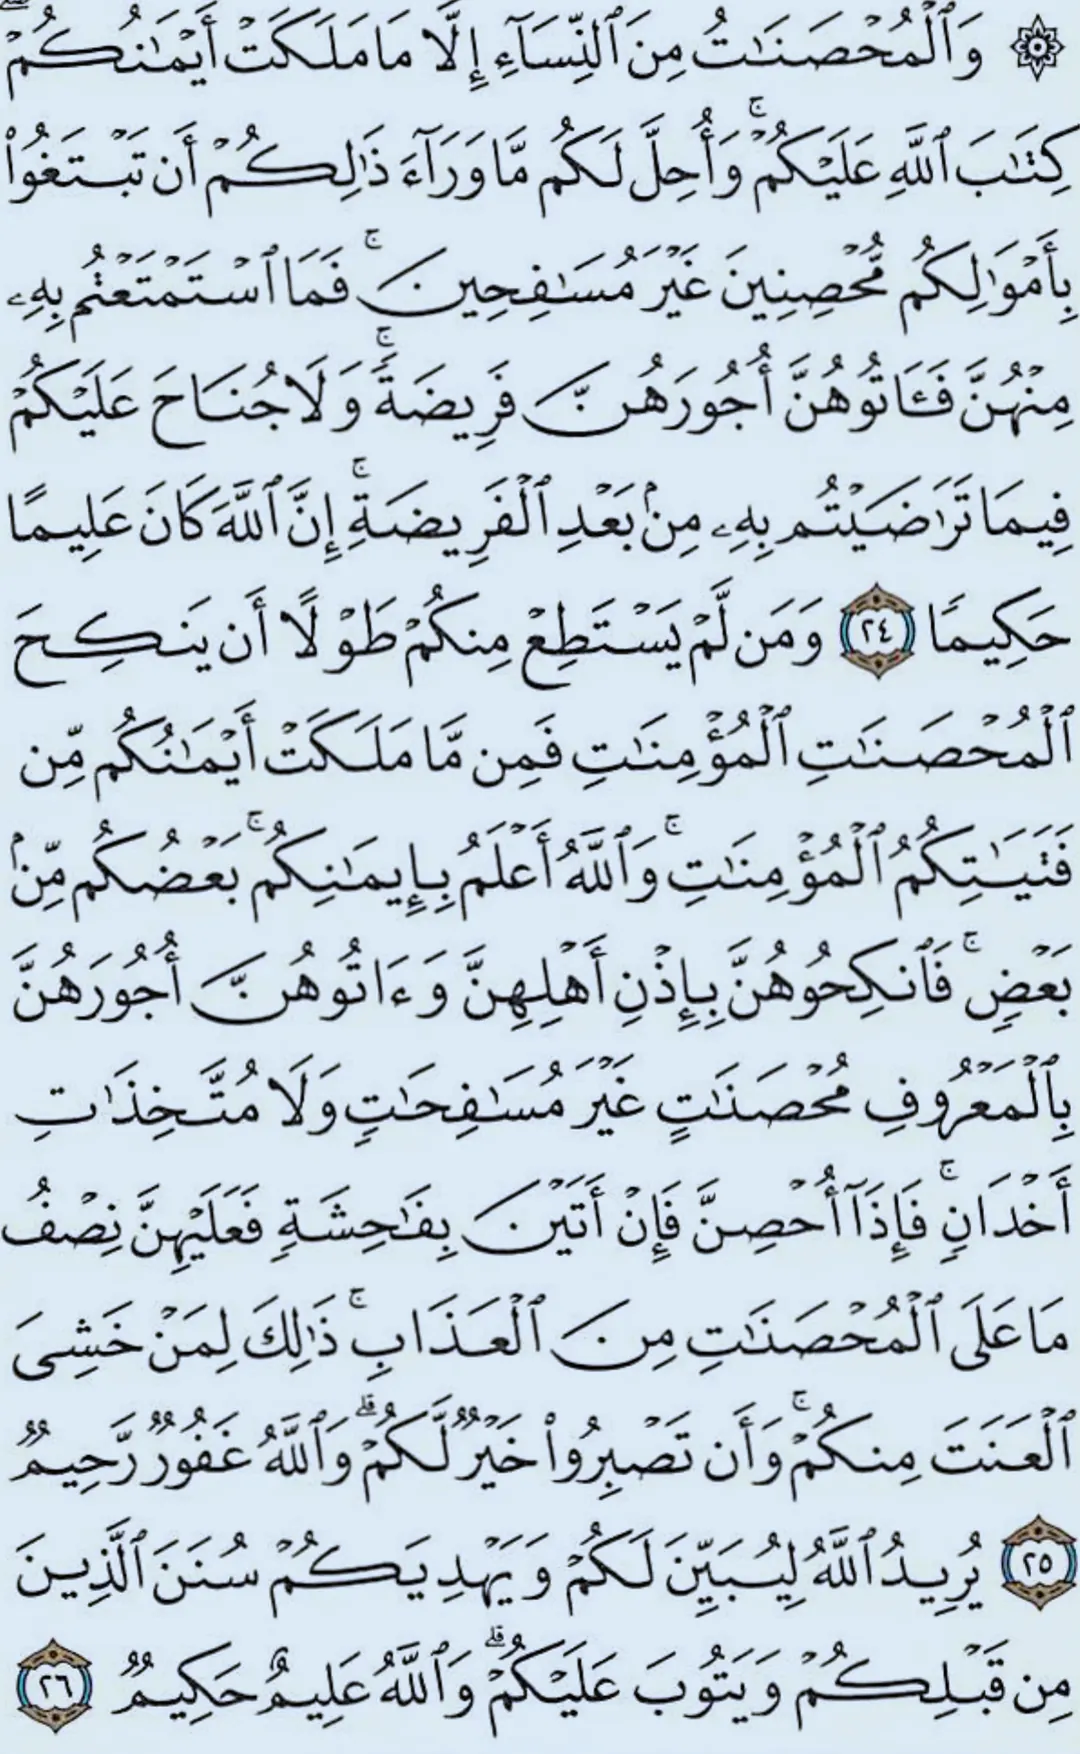 ۞ وَٱلْمُحْصَنَـٰتُ مِنَ ٱلنِّسَآءِ إِلَّا مَا مَلَكَتْ أَيْمَـٰنُكُمْ ۖ
كِتَـٰبَ ٱللَّهِ عَلَيْكُمْ ۚ وَأُحِلَّ لَكُم مَّا وَرَآءَ ذَٰلِكُمْ أَن تَبْتَغُوا۟
بِأَمْوَٰلِكُم مُّحْصِنِينَ غَيْرَ مُسَـٰفِحِينَ ۚ فَمَا ٱسْتَمْتَعْتُم بِهِۦ
مِنْهُنَّ فَـَٔاتُوهُنَّ أُجُورَهُنَّ فَرِيضَةً ۚ وَلَا جُنَاحَ عَلَيْكُمْ
فِيمَا تَرَٰضَيْتُم بِهِۦ مِنۢ بَعْدِ ٱلْفَرِيضَةِ ۚ إِنَّ ٱللَّهَ كَانَ عَلِيمًا
حَكِيمًا ٢٤ وَمَن لَّمْ يَسْتَطِعْ مِنكُمْ طَوْلًا أَن يَنكِحَ
ٱلْمُحْصَنَـٰتِ ٱلْمُؤْمِنَـٰتِ فَمِن مَّا مَلَكَتْ أَيْمَـٰنُكُم مِّن
فَتَيَـٰتِكُمُ ٱلْمُؤْمِنَـٰتِ ۚ وَٱللَّهُ أَعْلَمُ بِإِيمَـٰنِكُم ۚ بَعْضُكُم مِّنۢ
بَعْضٍ ۚ فَٱنكِحُوهُنَّ بِإِذْنِ أَهْلِهِنَّ وَءَاتُوهُنَّ أُجُورَهُنَّ
بِٱلْمَعْرُوفِ مُحْصَنَـٰتٍ غَيْرَ مُسَـٰفِحَـٰتٍ وَلَا مُتَّخِذَٰتِ
أَخْدَانٍ ۚ فَإِذَآ أُحْصِنَّ فَإِنْ أَتَيْنَ بِفَـٰحِشَةٍ فَعَلَيْهِنَّ نِصْفُ
مَا عَلَى ٱلْمُحْصَنَـٰتِ مِنَ ٱلْعَذَابِ ۚ ذَٰلِكَ لِمَنْ خَشِىَ
ٱلْعَنَتَ مِنكُمْ ۚ وَأَن تَصْبِرُوا۟ خَيْرٌ لَّكُمْ ۗ وَٱللَّهُ غَفُورٌ رَّحِيمٌ
٢٥ يُرِيدُ ٱللَّهُ لِيُبَيِّنَ لَكُمْ وَيَهْدِيَكُمْ سُنَنَ ٱلَّذِينَ
مِن قَبْلِكُمْ وَيَتُوبَ عَلَيْكُمْ ۗ وَٱللَّهُ عَلِيمٌ حَكِيمٌ ٢٦